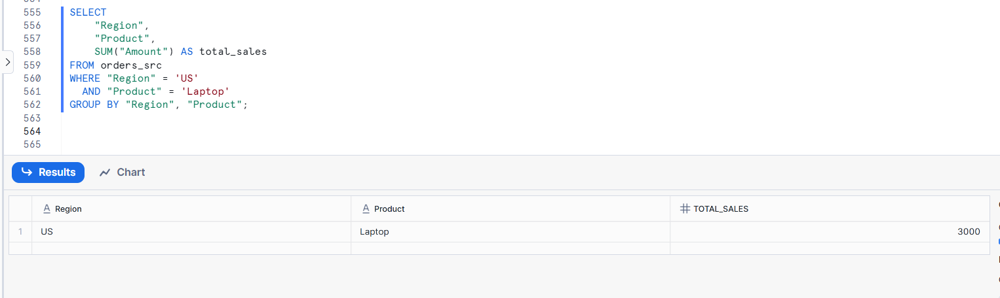 555 SELECT
556 "Region",
557 "Product",
558 SUM("Amount") AS total_sales
559 FROM orders_src
560 WHERE "Region" = 'US'
561 AND "Product" = 'Laptop'
562 GROUP BY "Region", "Product";
563
564
565
Results Chart
Region Product TOTAL_SALES
1 US Laptop 3000